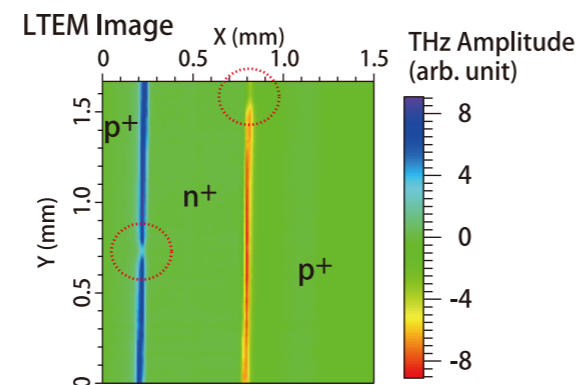 LTEM Image
X (mm)
0 0.5 1.0 1.5
THz Amplitude
(arb. unit)
Y (mm)
1.5
1.0
0.5
0
p+
n+
p+
8
4
0
-4
-8